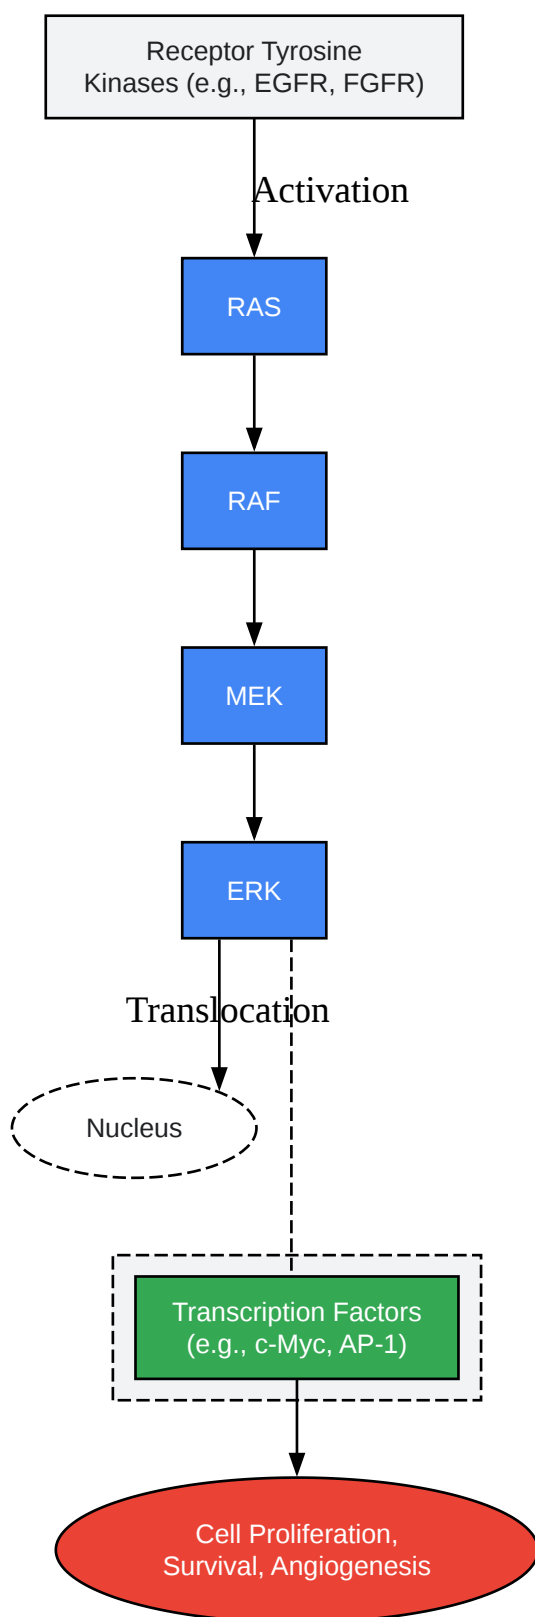 Receptor Tyrosine
Kinases (e.g., EGFR, FGFR)
Activation
RAS
RAF
MEK
ERK
Translocation
Nucleus
Transcription Factors
(e.g., c-Myc, AP-1)
Cell Proliferation,
Survival, Angiogenesis